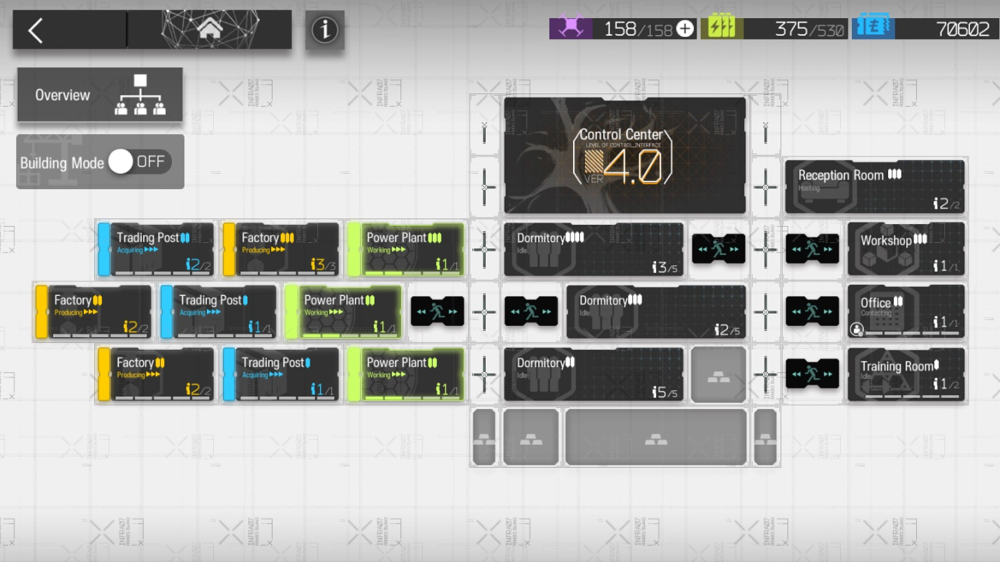 158/158
375/530
70602
Overview
Building Mode OFF
Control Center
LEVEL OF CONTROL_INTERFACE
VER 4.0
Reception Room
Hosting
2/2
Trading Post
Acquiring
2/2
Factory
Producing
3/3
Power Plant
Working
1/1
Dormitory
Idle
3/5
Workshop
1/1
Factory
Producing
2/2
Trading Post
Acquiring
1/1
Power Plant
Working
1/1
Dormitory
Idle
2/5
Office
Contacting
1/1
Factory
Producing
2/2
Trading Post
Acquiring
1/1
Power Plant
Working
1/1
Dormitory
Idle
5/5
Training Room
Idle
1/2
INFRA07
RHODES ISLAND